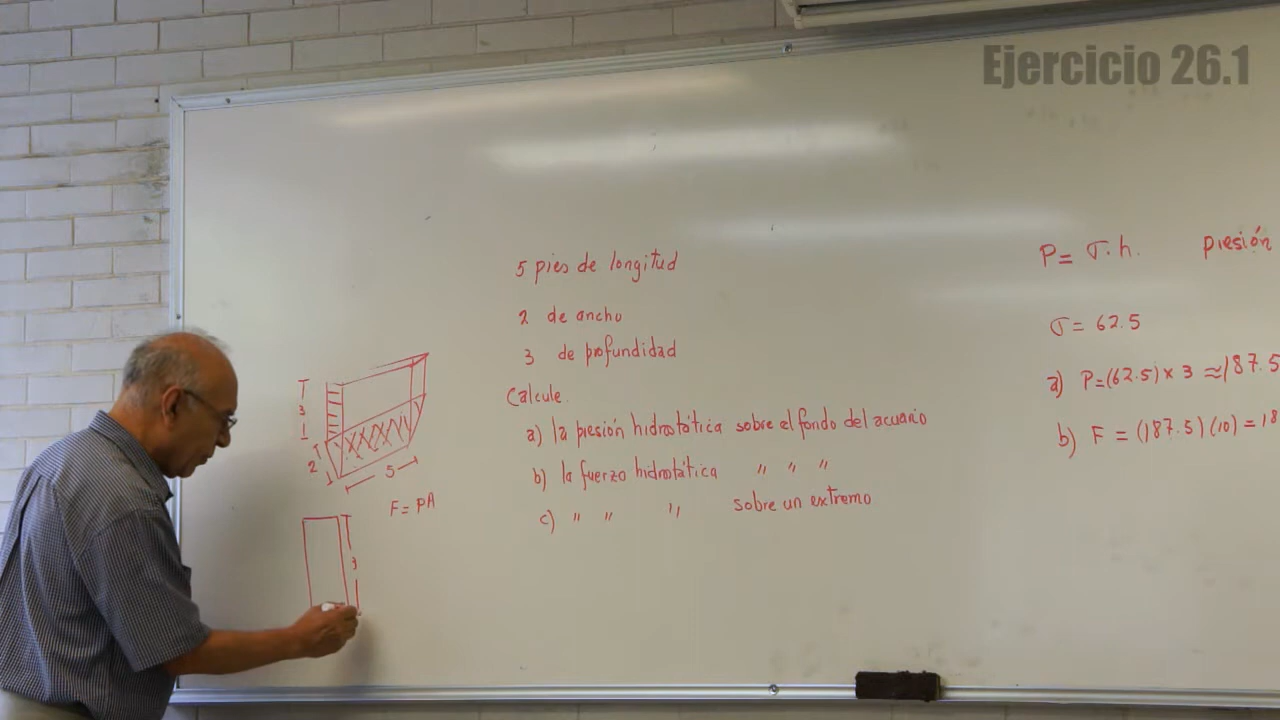 Ejercicio 26.1
5 pies de longitud
2 de ancho
3 de profundidad
Calcule.
a) la presión hidrostática sobre el fondo del acuario
b) la fuerza hidrostática " " "
c) " " " sobre un extremo
3
2
5
F = PA
3
P = σ.h. presión
σ = 62.5
a) P=(62.5) x 3 ≈ 187.5
b) F = (187.5)(10) = 18